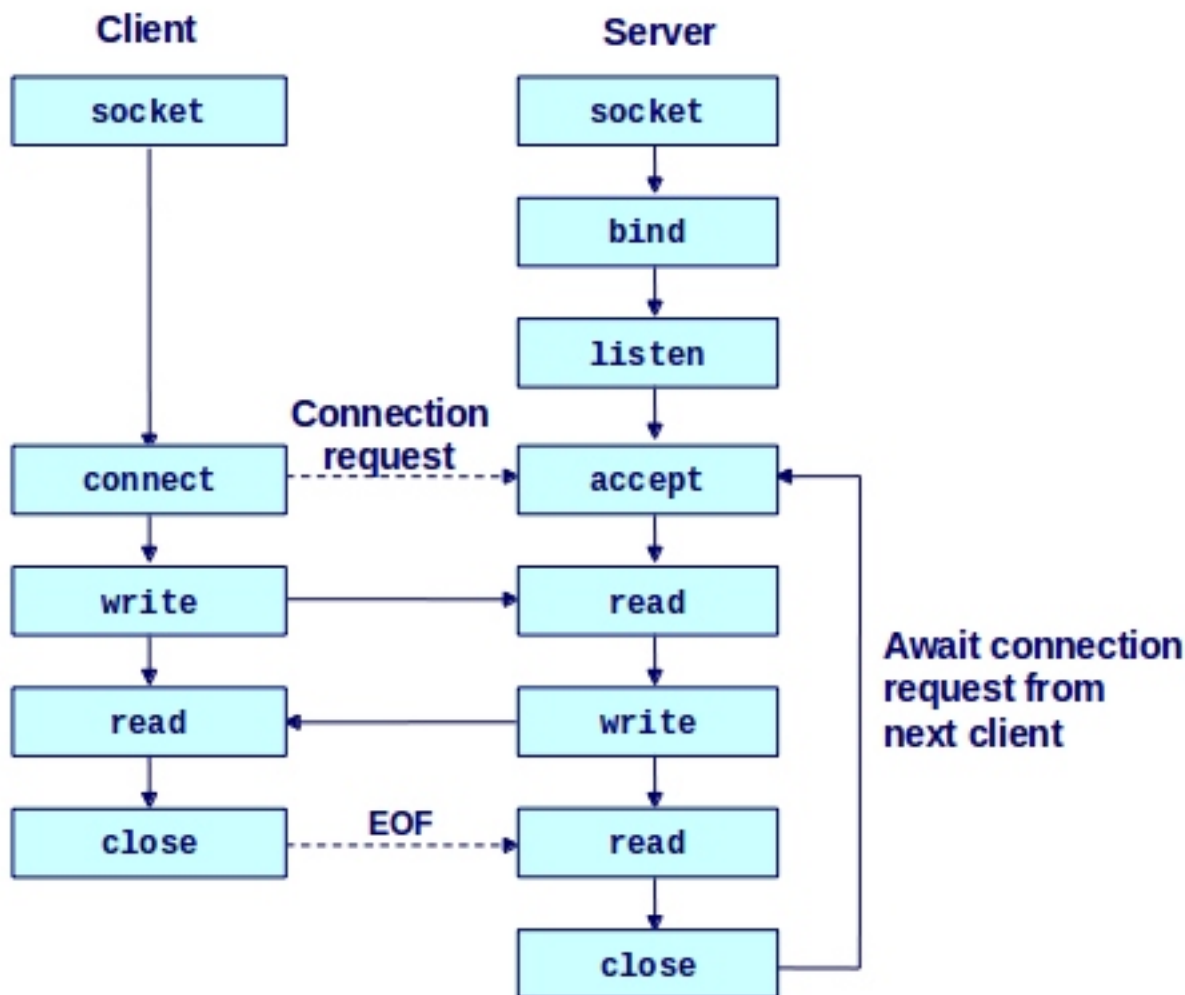 Client
Server
socket
socket
bind
listen
Connection
request
connect
accept
write
read
Await connection
request from
next client
read
write
EOF
close
read
close